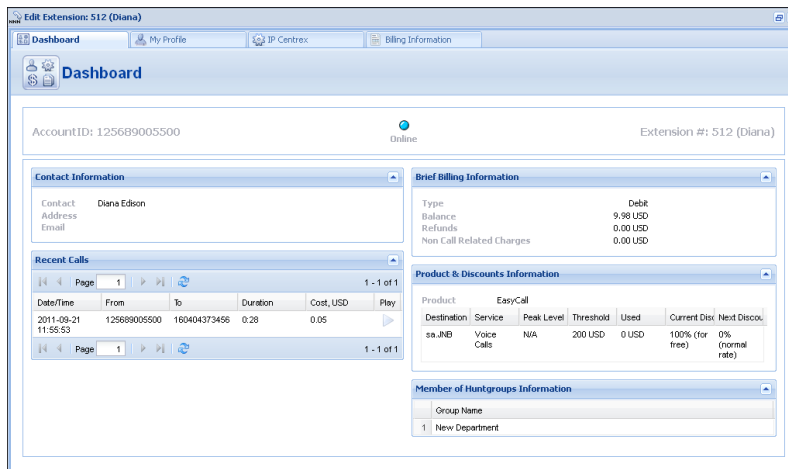 Edit Extension: 512 (Diana)
Dashboard
My Profile
IP Centrex
Billing Information
Dashboard
AccountID: 125689005500
Online
Extension #: 512 (Diana)
Contact Information
Contact Diana Edison
Address
Email
Recent Calls
Page 1 1 - 1 of 1
Date/Time From To Duration Cost, USD Play
2011-09-21 11:55:53 125689005500 160404373456 0:28 0.05
Page 1 1 - 1 of 1
Brief Billing Information
Type Debit
Balance 9.98 USD
Refunds 0.00 USD
Non Call Related Charges 0.00 USD
Product & Discounts Information
Product EasyCall
Destination Service Peak Level Threshold Used Current Disc Next Discou
sa.JNB Voice Calls N/A 200 USD 0 USD 100% (for free) 0% (normal rate)
Member of Huntgroups Information
Group Name
1 New Department